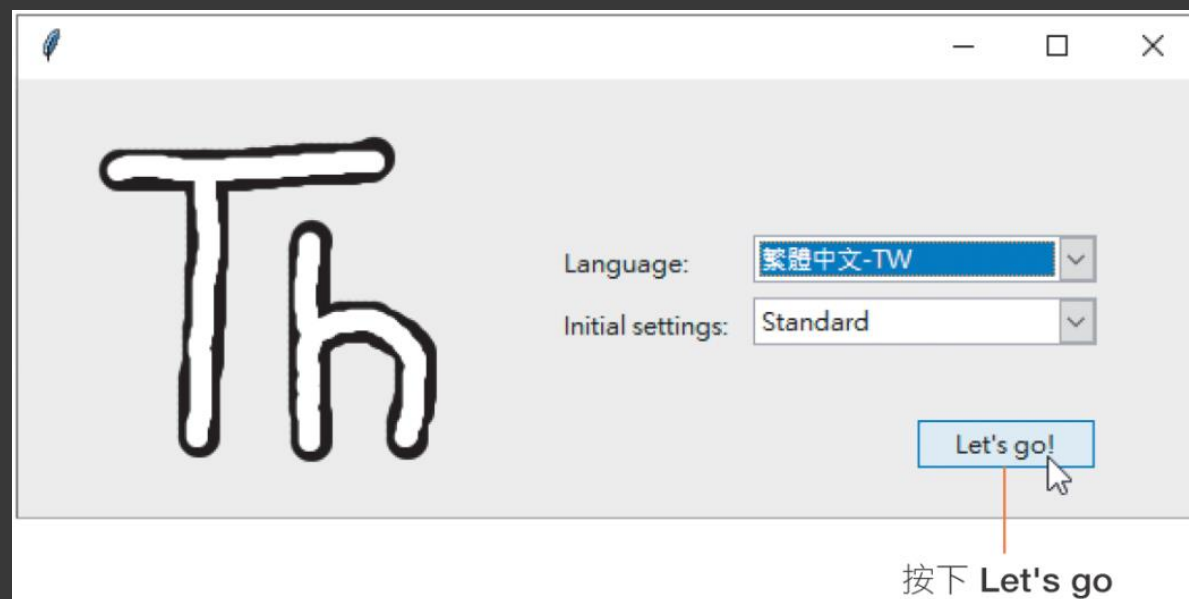 Th
Language: 繁體中文-TW
Initial settings: Standard
Let's go!
按下 Let's go